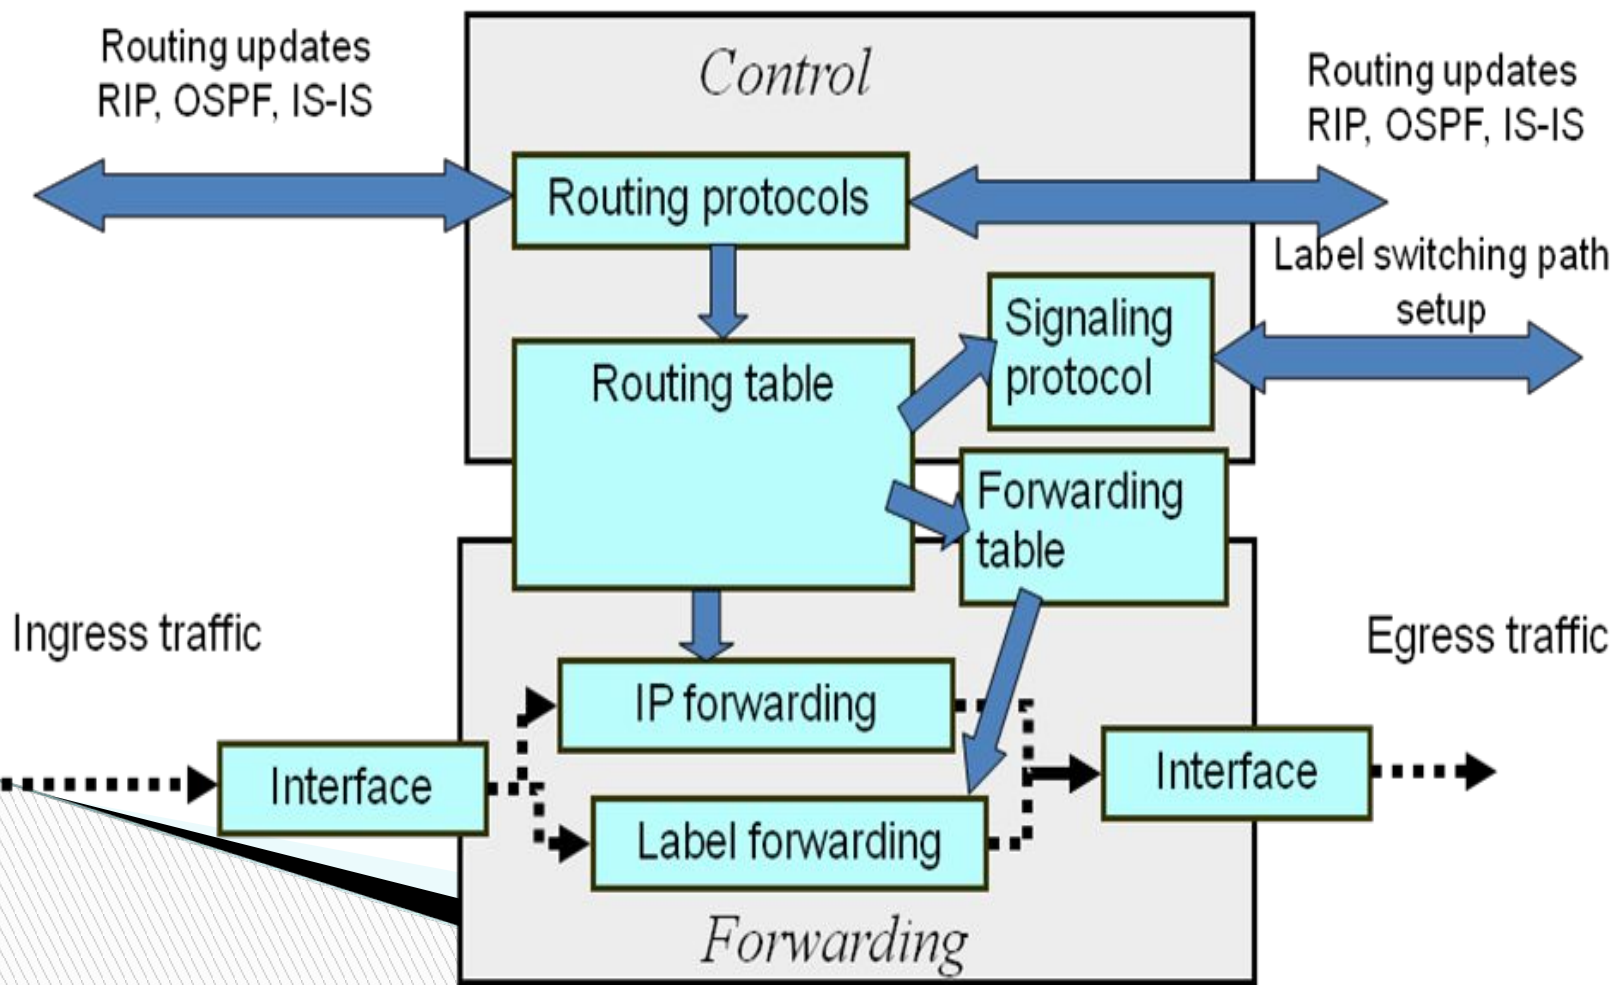 Routing updates
RIP, OSPF, IS-IS
Control
Routing updates
RIP, OSPF, IS-IS
Routing protocols
Label switching path
setup
Signaling
protocol
Routing table
Forwarding
table
Ingress traffic
Egress traffic
IP forwarding
Interface
Interface
Label forwarding
Forwarding